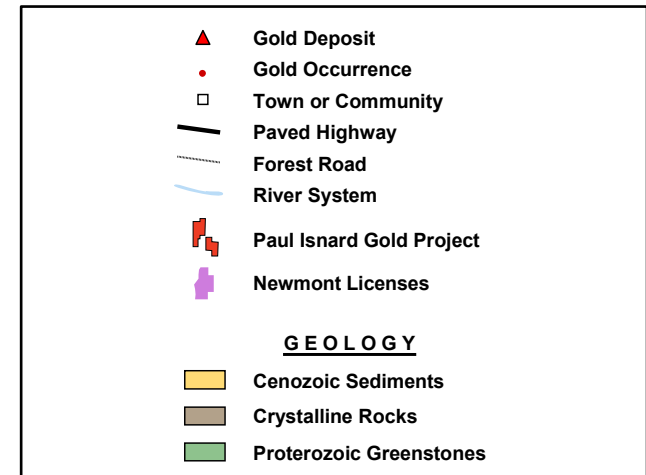 Gold Deposit
Gold Occurrence
Town or Community
Paved Highway
Forest Road
River System
Paul Isnard Gold Project
Newmont Licenses
GEOLOGY
Cenozoic Sediments
Crystalline Rocks
Proterozoic Greenstones